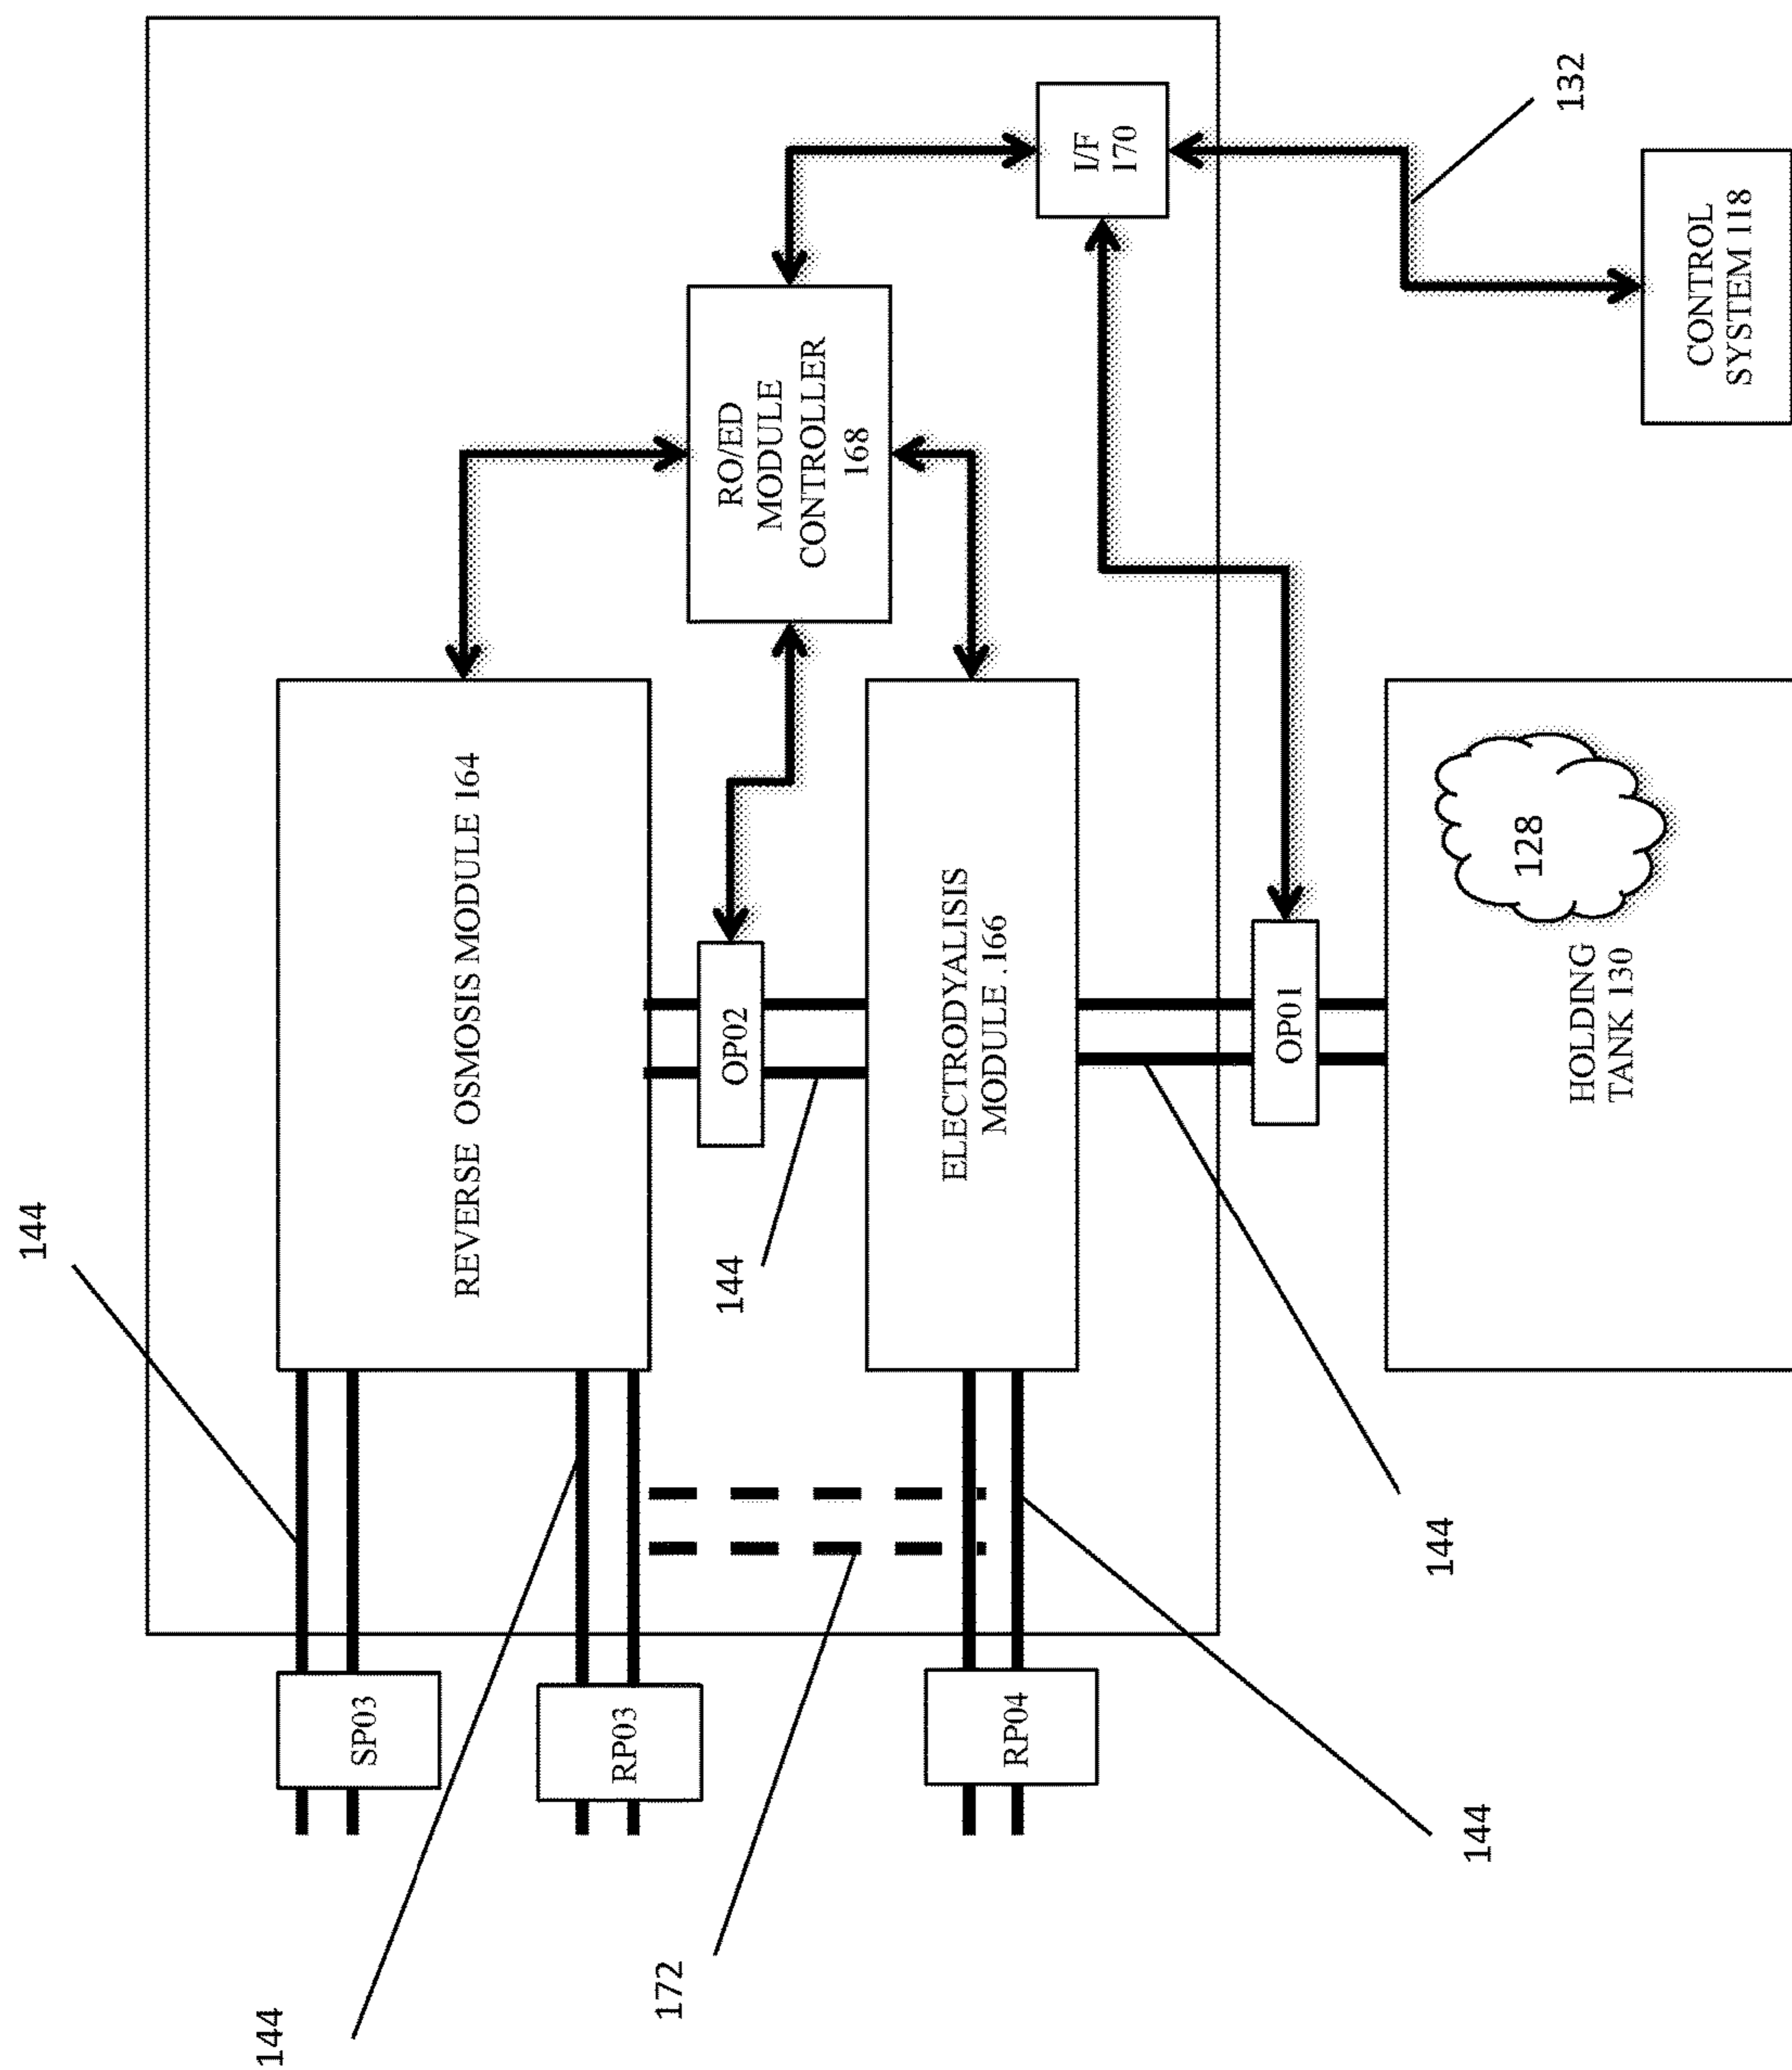 144
144
172
144
144
144
132
SP03
RP03
RP04
REVERSE OSMOSIS MODULE 164
OP02
ELECTRODYALISIS
MODULE .166
OP01
RO/ED
MODULE
CONTROLLER
168
I/F
170
128
HOLDING
TANK 130
CONTROL
SYSTEM 118